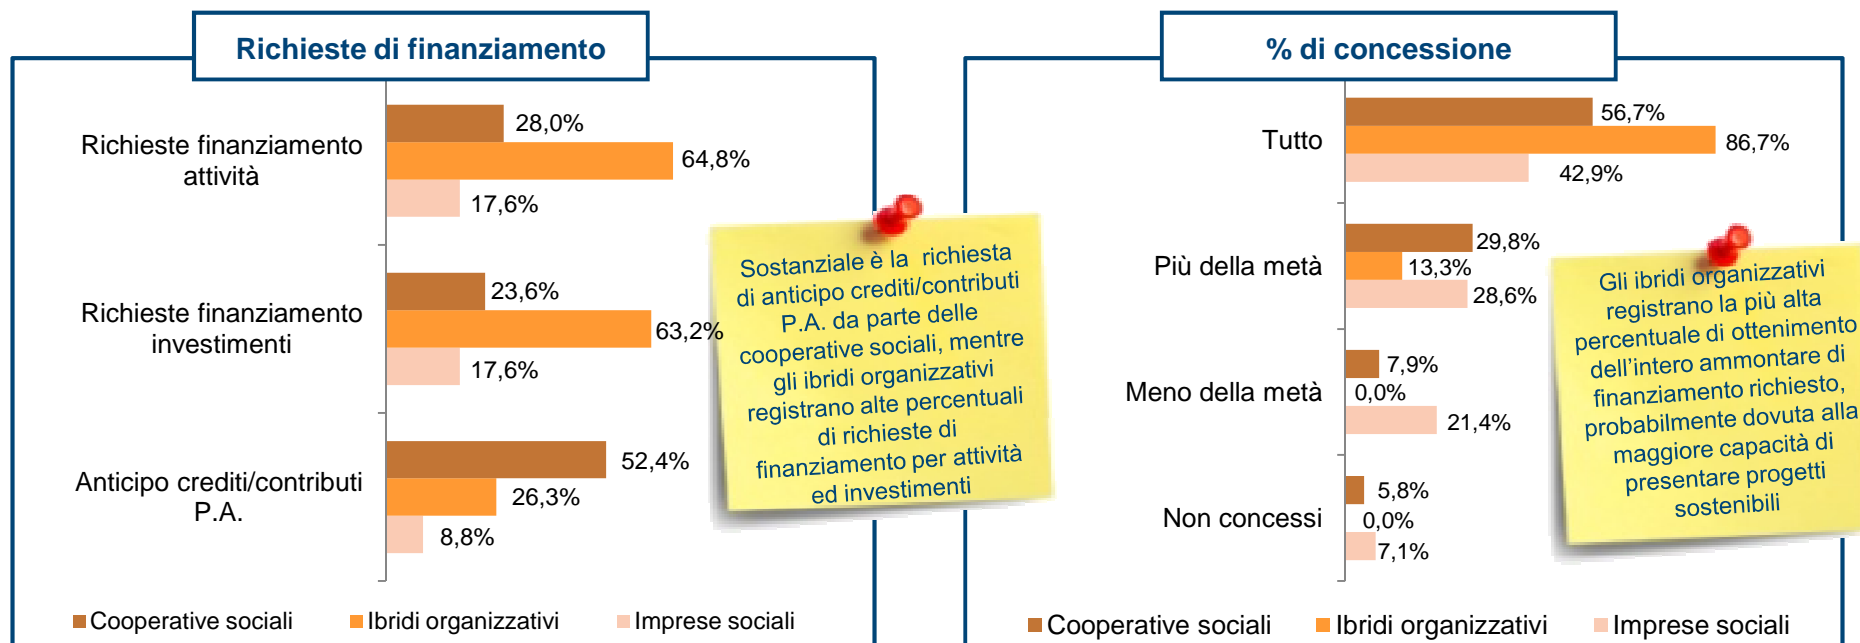 Richieste di finanziamento
Richieste finanziamento
attività
28,0%
64,8%
17,6%
Richieste finanziamento
investimenti
23,6%
63,2%
17,6%
Anticipo crediti/contributi
P.A.
52,4%
26,3%
8,8%
Cooperative sociali
Ibridi organizzativi
Imprese sociali
Sostanziale è la richiesta
di anticipo crediti/contributi
P.A. da parte delle
cooperative sociali, mentre
gli ibridi organizzativi
registrano alte percentuali
di richieste di
finanziamento per attività
ed investimenti
% di concessione
Tutto
56,7%
86,7%
42,9%
Più della metà
29,8%
13,3%
28,6%
Meno della metà
7,9%
0,0%
21,4%
Non concessi
5,8%
0,0%
7,1%
Cooperative sociali
Ibridi organizzativi
Imprese sociali
Gli ibridi organizzativi
registrano la più alta
percentuale di ottenimento
dell'intero ammontare di
finanziamento richiesto,
probabilmente dovuta alla
maggiore capacità di
presentare progetti
sostenibili